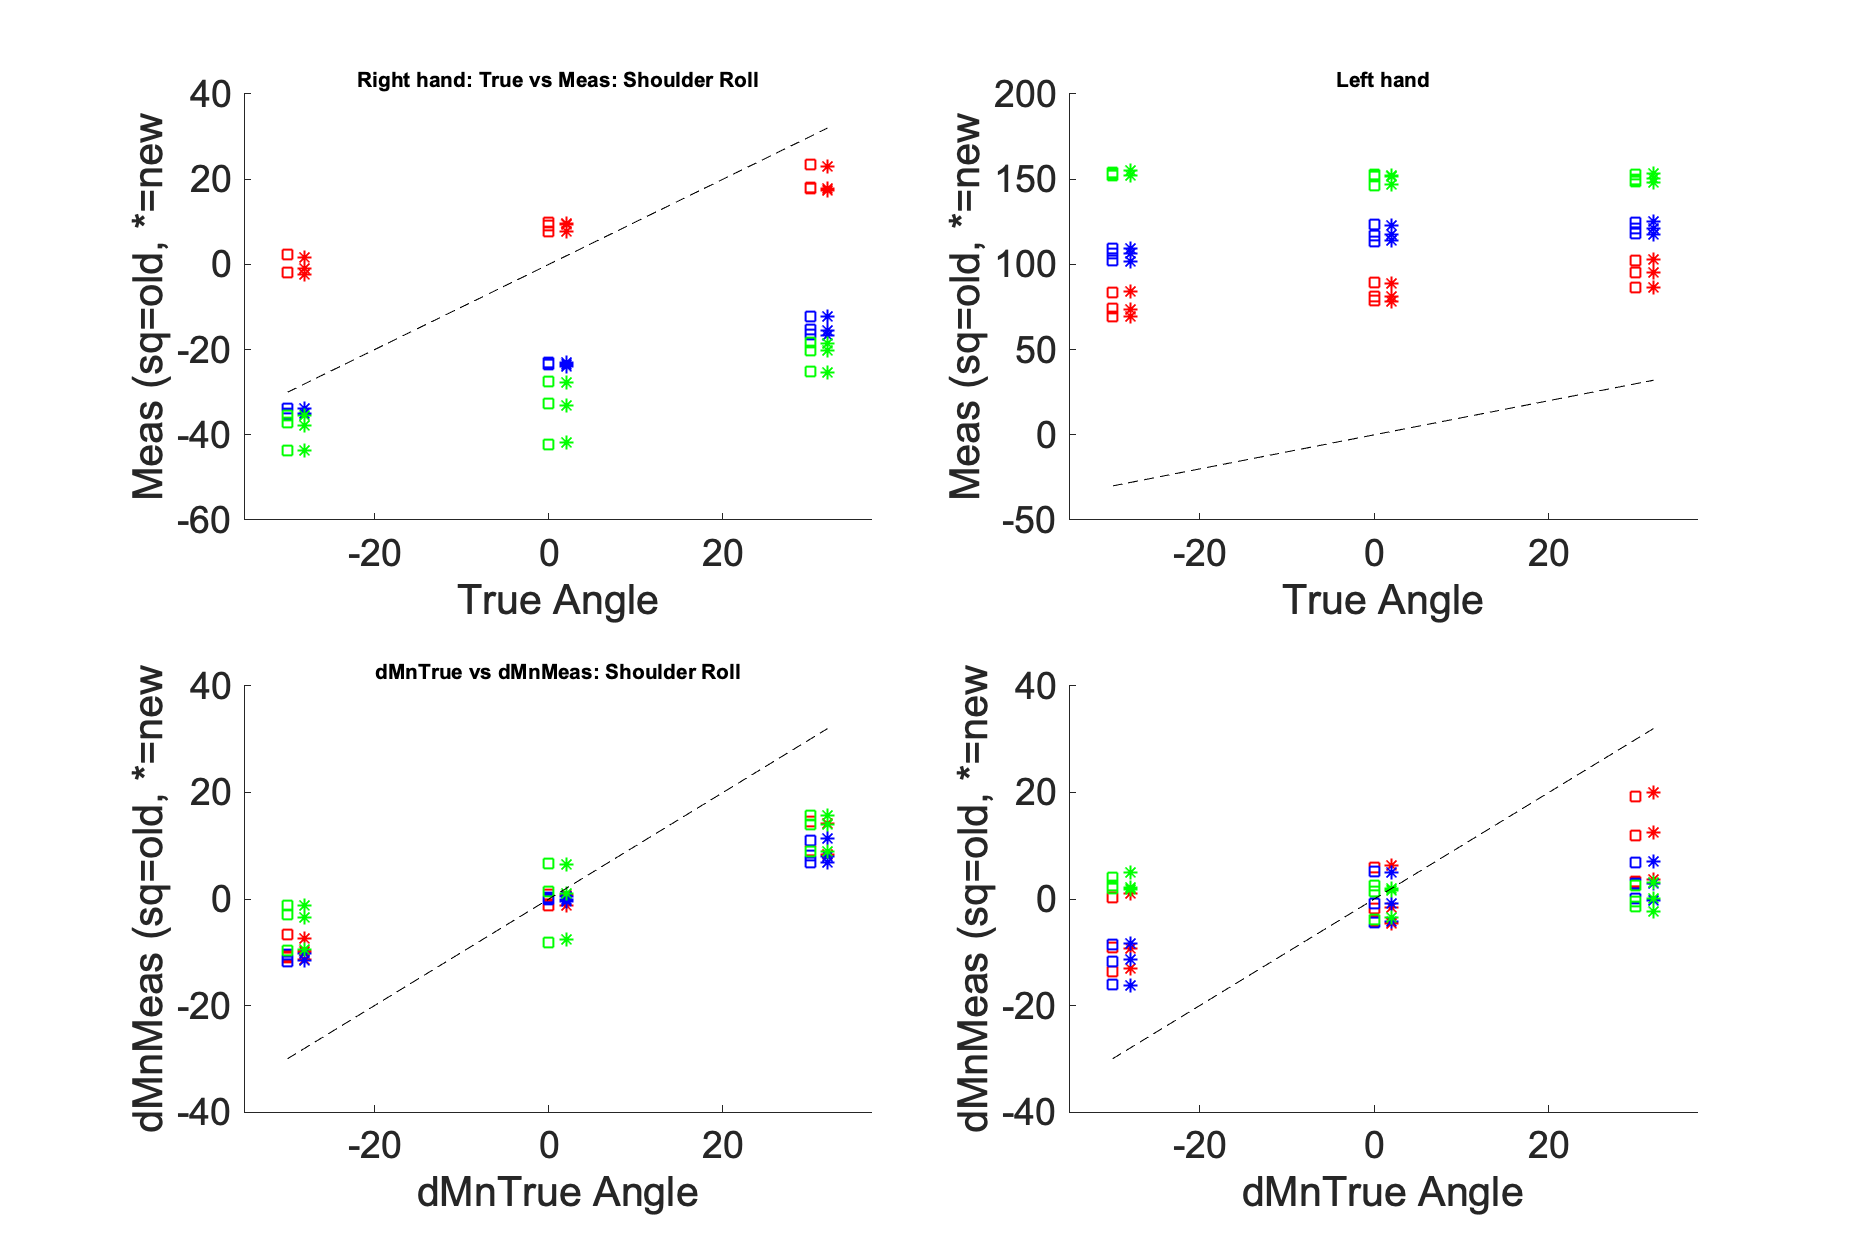 Right hand: True vs Meas: Shoulder Roll
40
20
0
-20
-40
-60
Meas (sq=old, *=new
-20 0 20
True Angle
Left hand
200
150
100
50
0
-50
Meas (sq=old, *=new
-20 0 20
True Angle
dMnTrue vs dMnMeas: Shoulder Roll
40
20
0
-20
-40
dMnMeas (sq=old, *=new
-20 0 20
dMnTrue Angle
40
20
0
-20
-40
dMnMeas (sq=old, *=new
-20 0 20
dMnTrue Angle